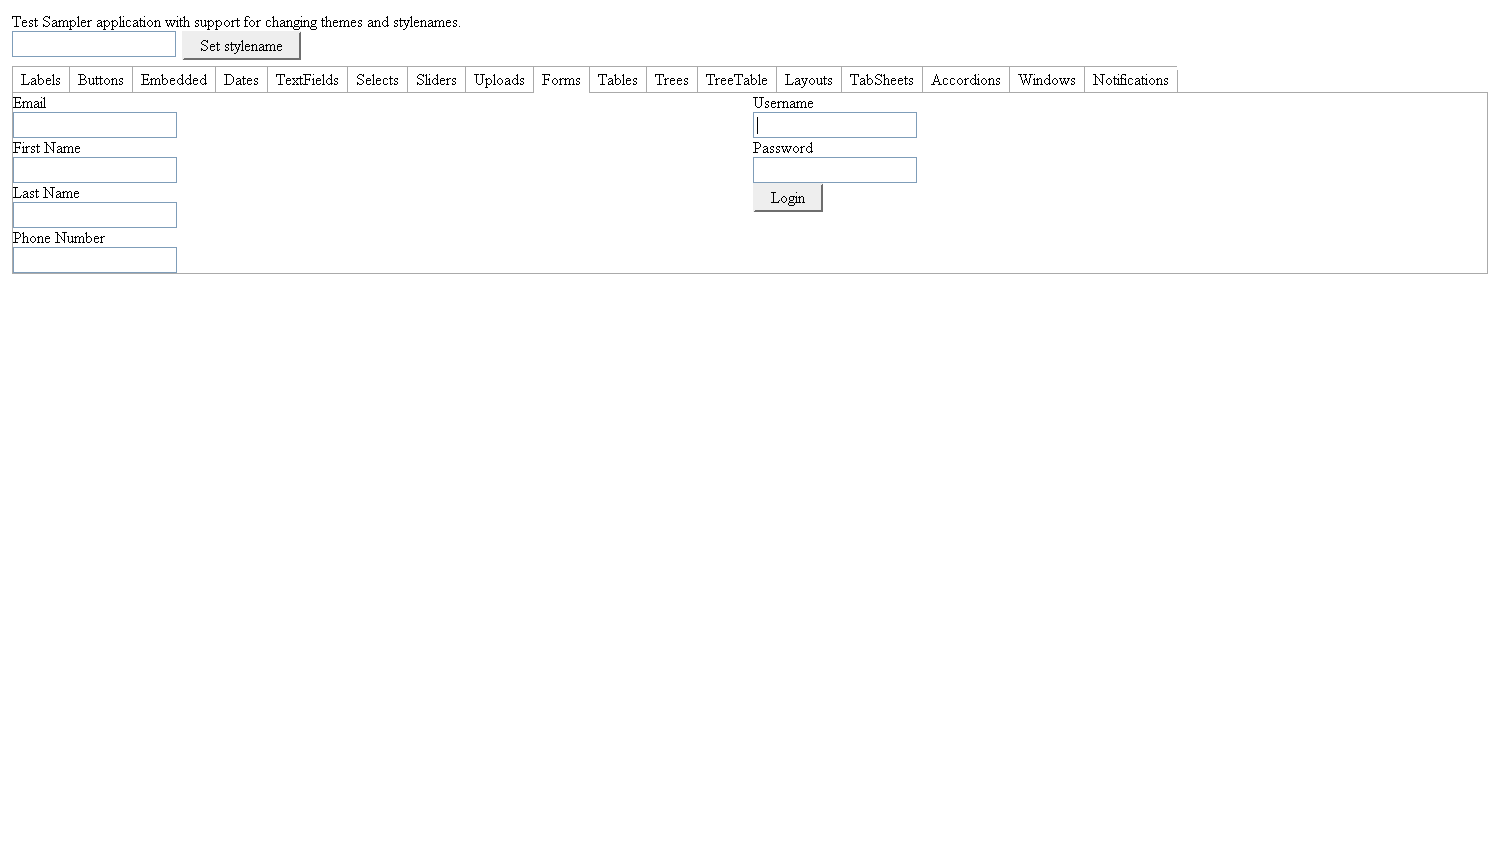 Test Sampler application with support for changing themes and stylenames.
Set stylename
Labels Buttons Embedded Dates TextFields Selects Sliders Uploads Forms Tables Trees TreeTable Layouts TabSheets Accordions Windows Notifications
Email
First Name
Last Name
Phone Number
Username
Password
Login